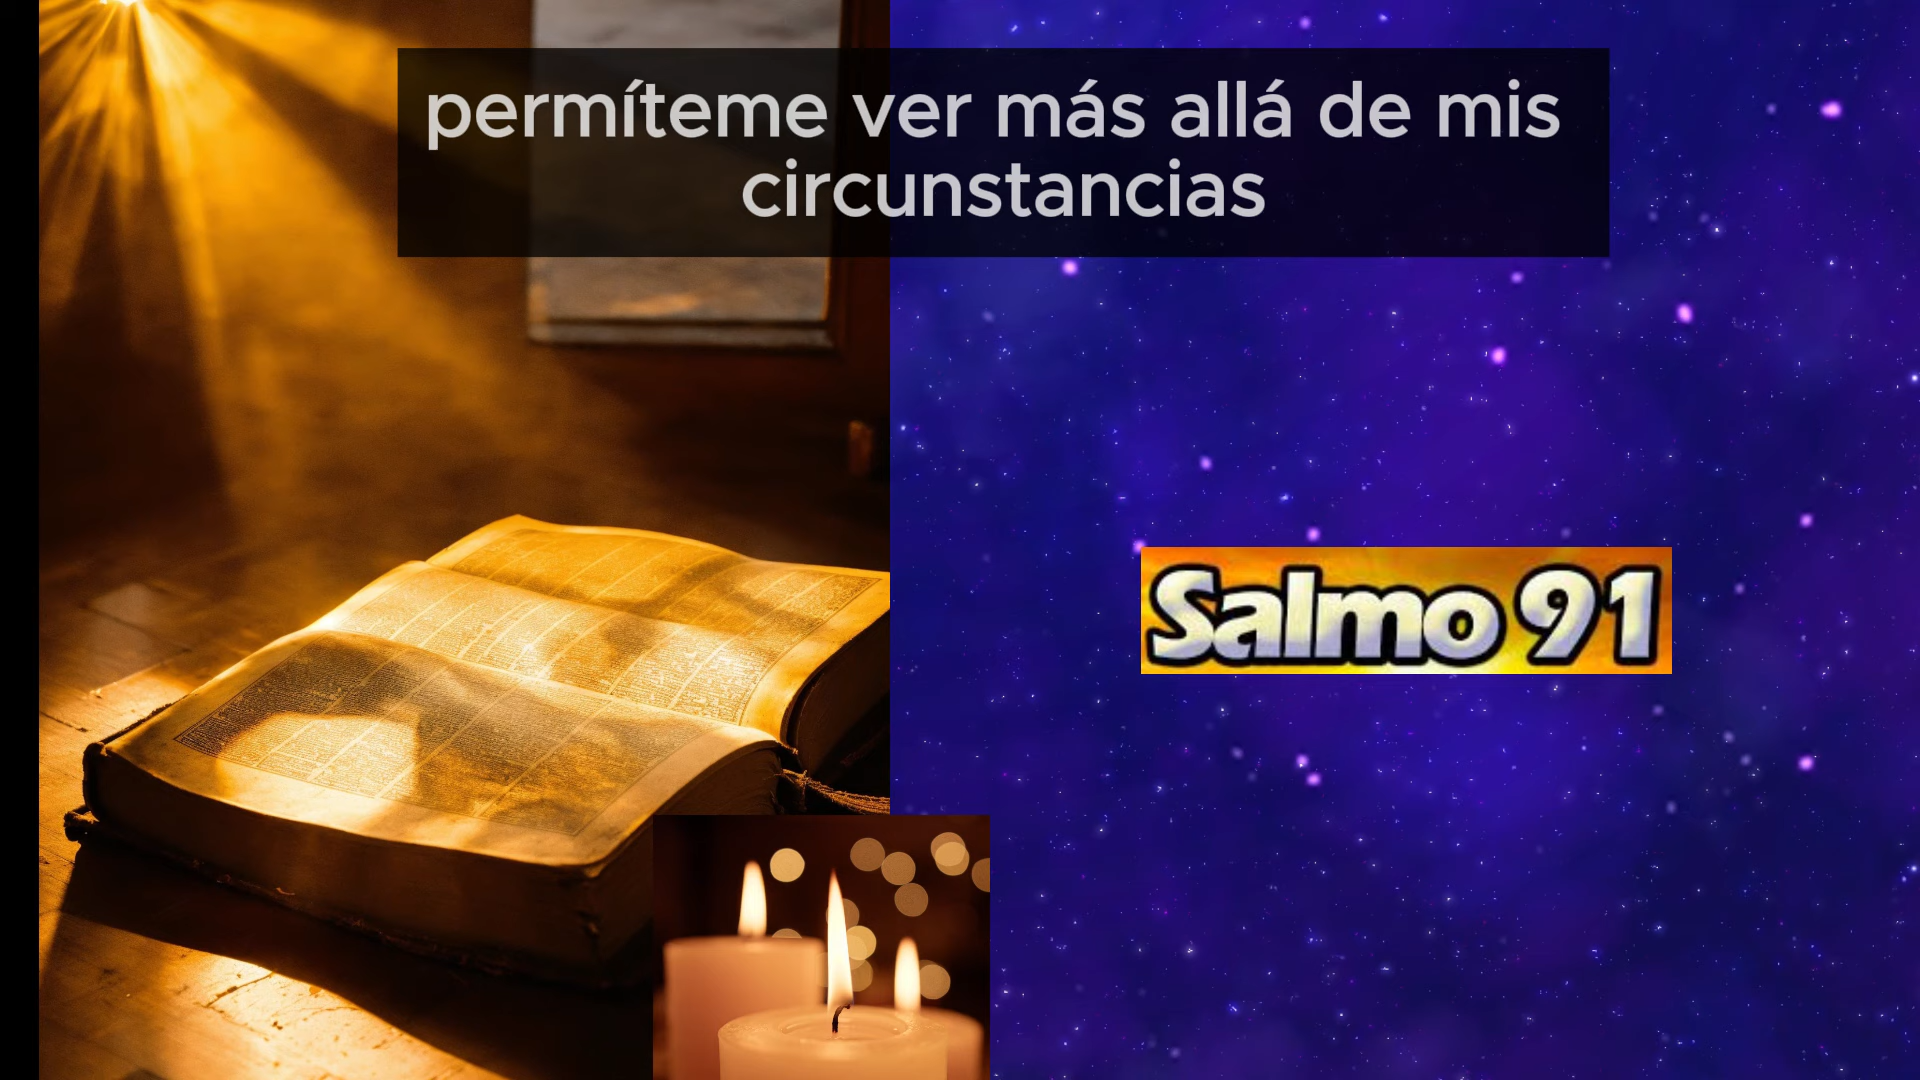 permíteme ver más allá de mis
circunstancias
Salmo 91